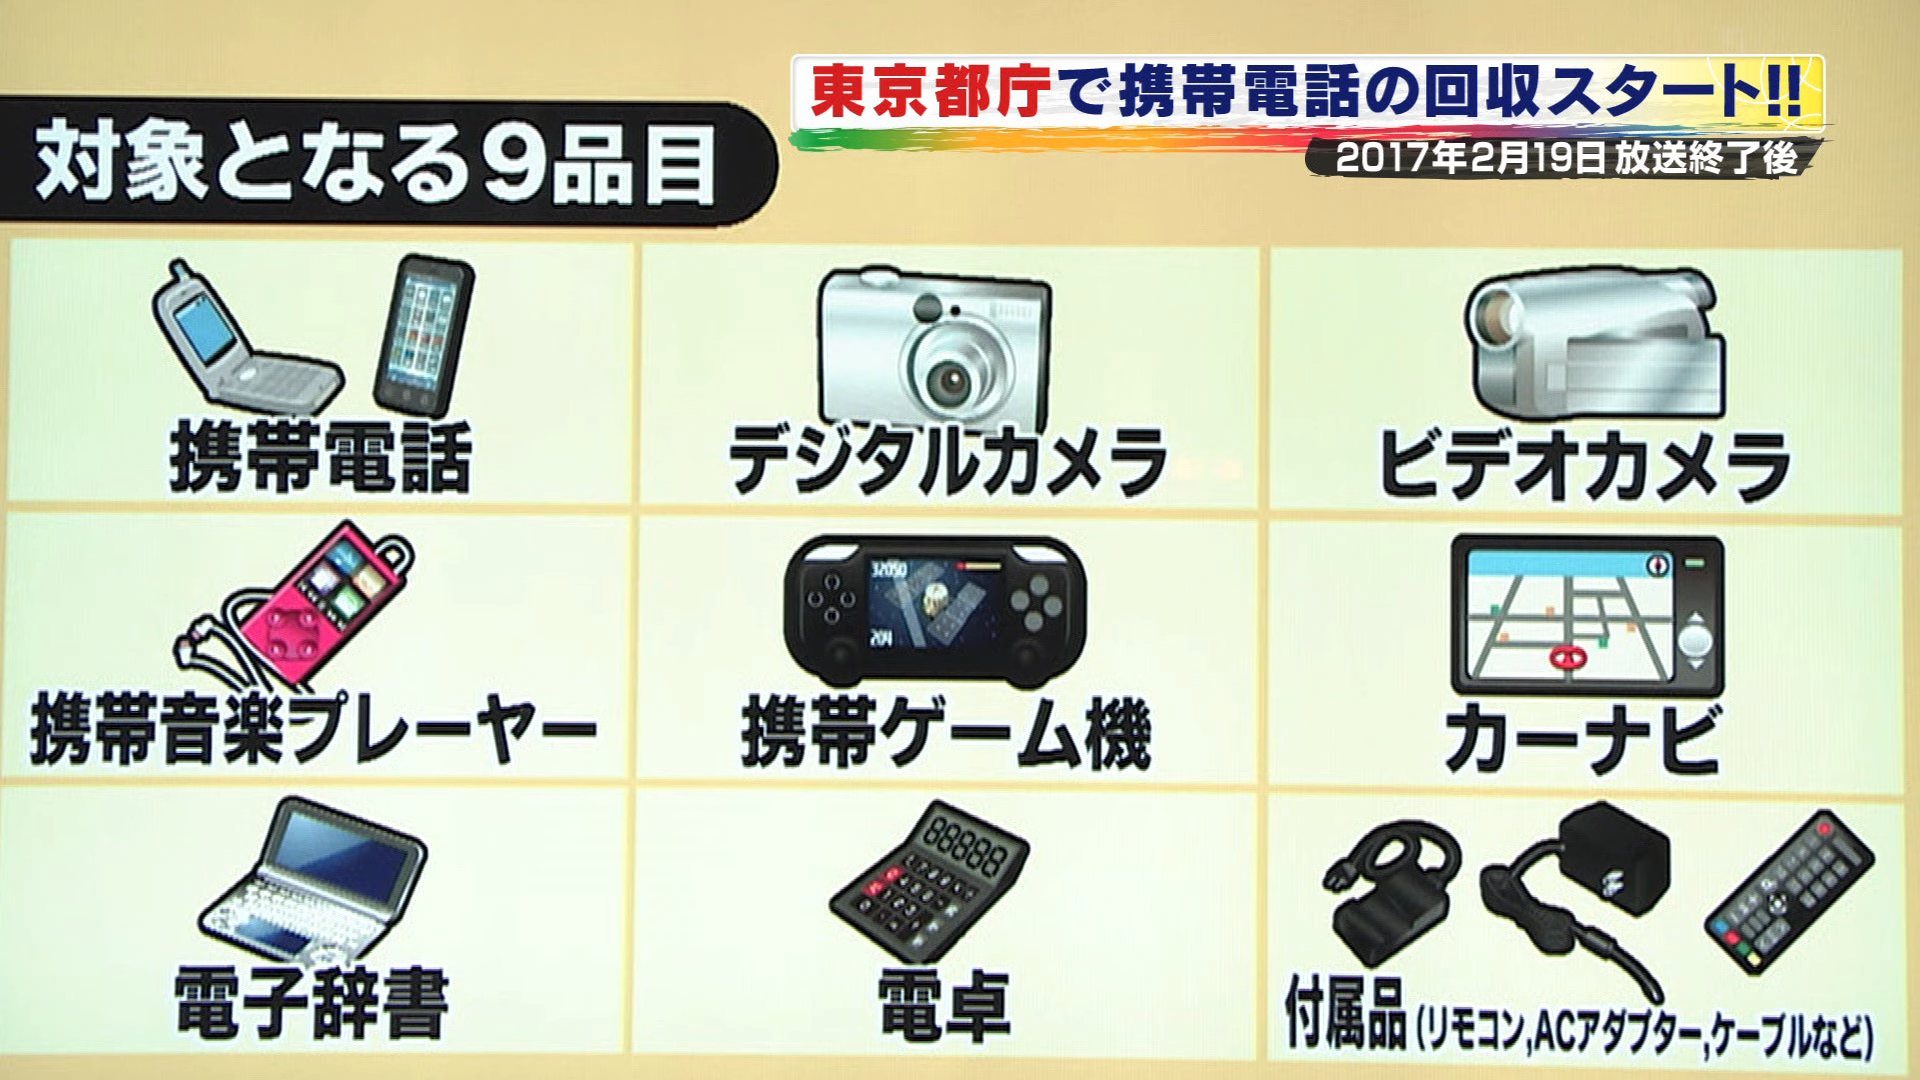 東京都庁で携帯電話の回収スタート!!
2017年2月19日 放送終了後
対象となる9品目
携帯電話
デジタルカメラ
ビデオカメラ
32050
204
携帯音楽プレーヤー
携帯ゲーム機
カーナビ
88888
電子辞書
電卓
付属品(リモコン,ACアダプター,ケーブルなど)